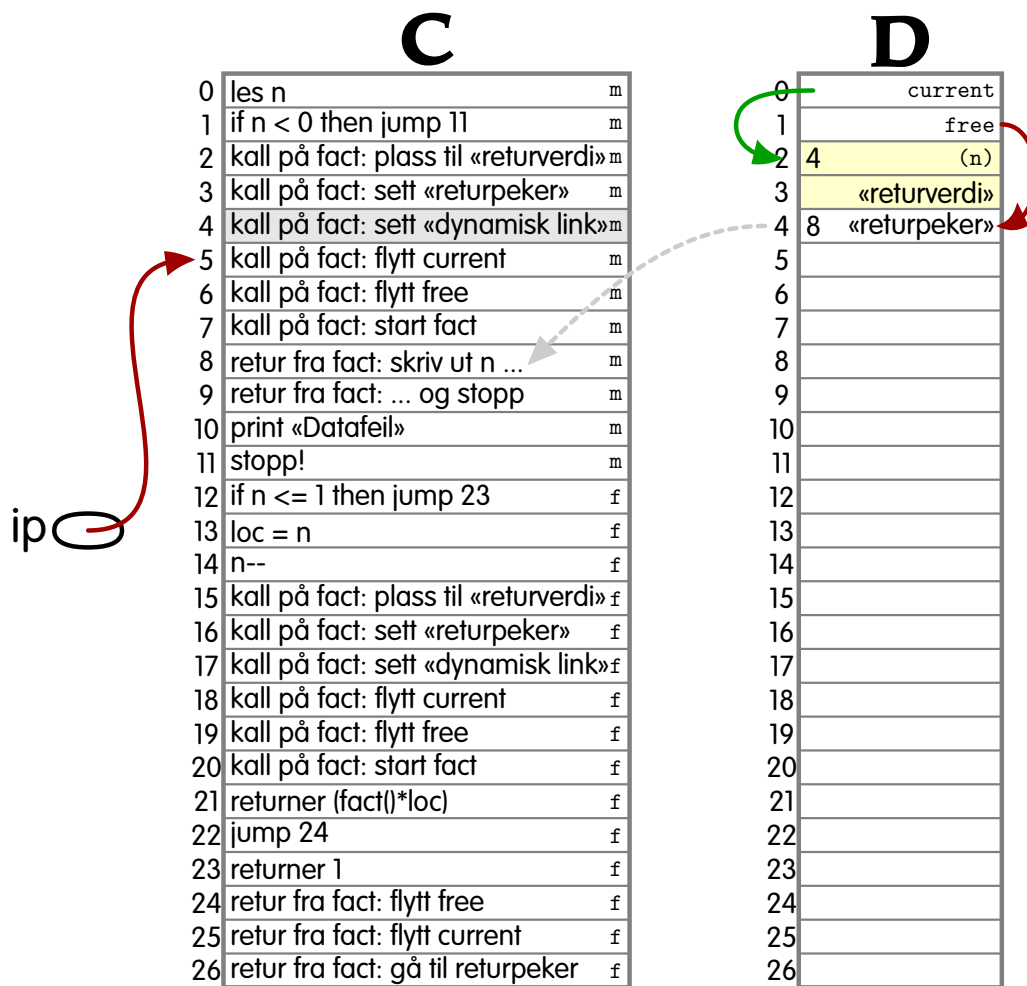 C
D
0 les n m
1 if n < 0 then jump 11 m
2 kall på fact: plass til «returverdi» m
3 kall på fact: sett «returpeker» m
4 kall på fact: sett «dynamisk link» m
5 kall på fact: flytt current m
6 kall på fact: flytt free m
7 kall på fact: start fact m
8 retur fra fact: skriv ut n ... m
9 retur fra fact: ... og stopp m
10 print «Datafeil» m
11 stopp! m
12 if n <= 1 then jump 23 f
13 loc = n f
14 n-- f
15 kall på fact: plass til «returverdi» f
16 kall på fact: sett «returpeker» f
17 kall på fact: sett «dynamisk link» f
18 kall på fact: flytt current f
19 kall på fact: flytt free f
20 kall på fact: start fact f
21 returner (fact()*loc) f
22 jump 24 f
23 returner 1 f
24 retur fra fact: flytt free f
25 retur fra fact: flytt current f
26 retur fra fact: gå til returpeker f
ip
0 current
1 free
2 4 (n)
3 «returverdi»
4 8 «returpeker»
5
6
7
8
9
10
11
12
13
14
15
16
17
18
19
20
21
22
23
24
25
26